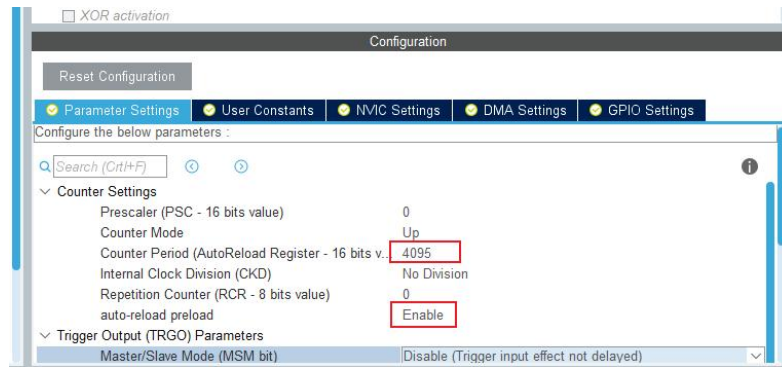 XOR activation
Configuration
Reset Configuration
Parameter Settings User Constants NVIC Settings DMA Settings GPIO Settings
Configure the below parameters :
Search (Crtl+F)
Counter Settings
Prescaler (PSC - 16 bits value) 0
Counter Mode Up
Counter Period (AutoReload Register - 16 bits v... 4095
Internal Clock Division (CKD) No Division
Repetition Counter (RCR - 8 bits value) 0
auto-reload preload Enable
Trigger Output (TRGO) Parameters
Master/Slave Mode (MSM bit) Disable (Trigger input effect not delayed)